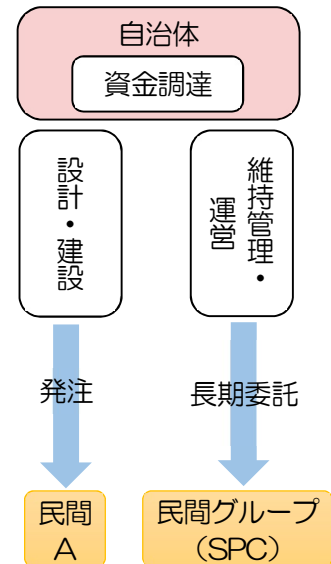 自治体
資金調達
設計・建設
維持管理・
運営
発注
長期委託
民間
A
民間グループ
（SPC）